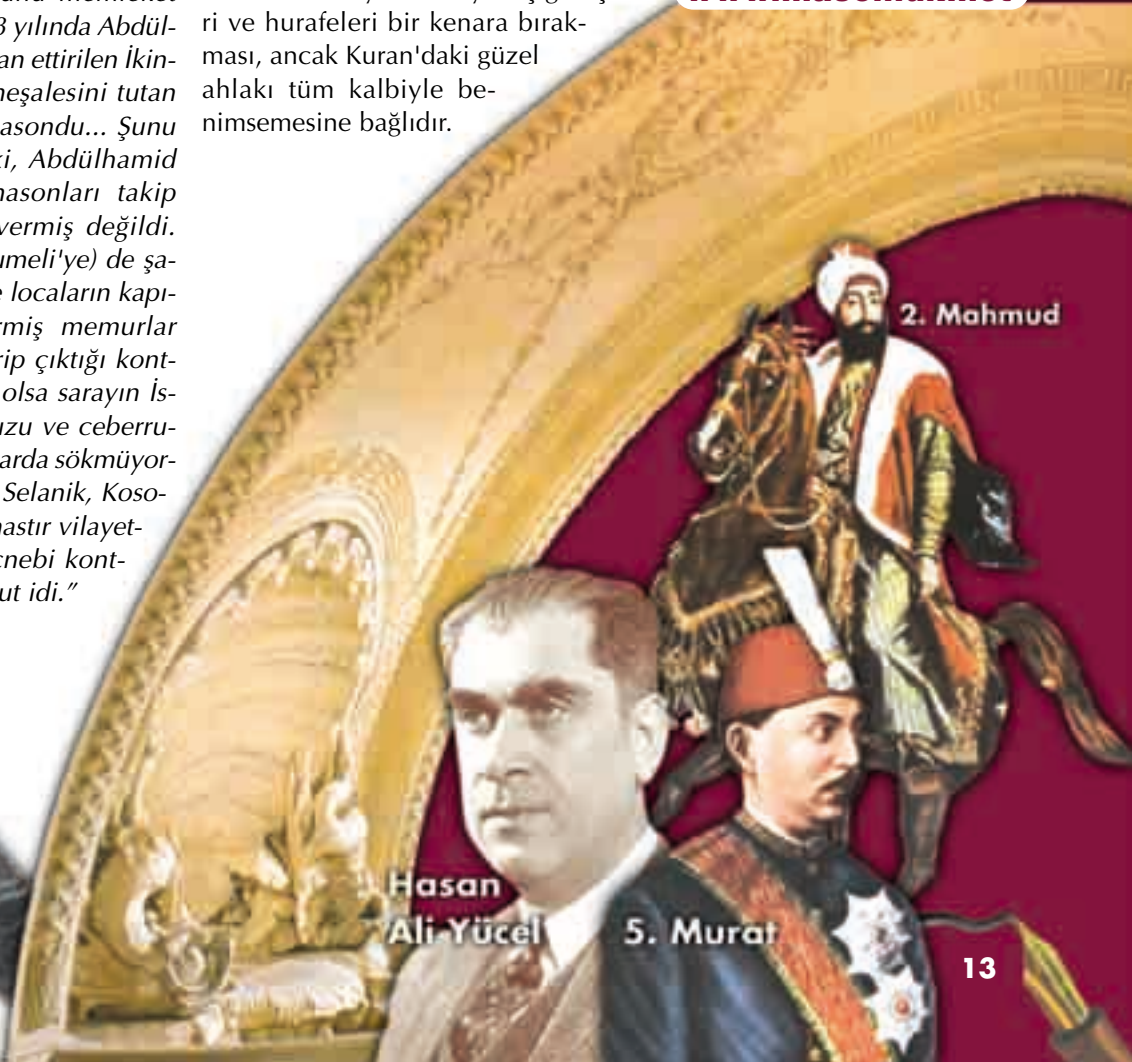 3 yılında Abdül-
an ettirilen İkin-
neşalesini tutan
asondu... Şunu
ki, Abdülhamid
nasonları takip
vermiş değildi.
umeli'ye) de şa-
e locaların kapı-
rmiş memurlar
rip çıktığı kont-
olsa sarayın İs-
uzu ve ceberru-
arda sökmüyor-
Selanik, Koso-
nastır vilayet-
cnebi kont-
ut idi."
ri ve hurafeleri bir kenara bırak-
ması, ancak Kuran'daki güzel
ahlakı tüm kalbiyle be-
nimsemesine bağlıdır.
2. Mahmud
Hasan
Ali Yücel
5. Murat
13